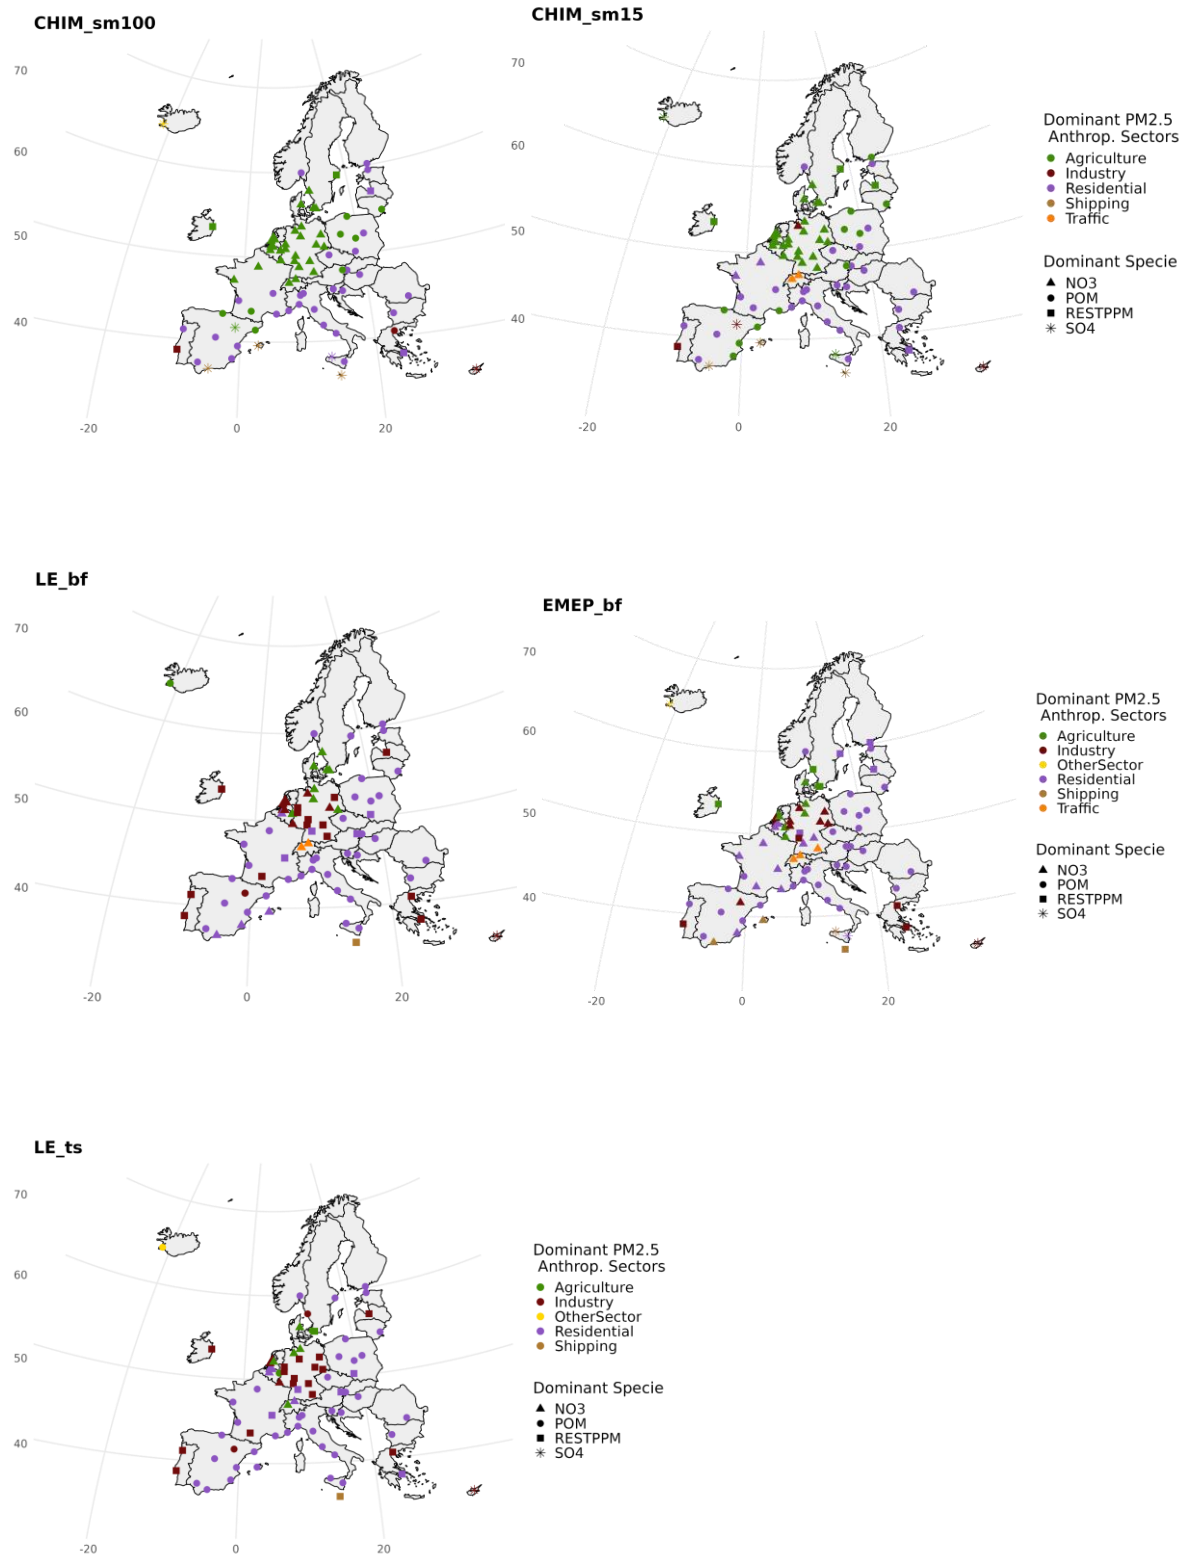 CHIM_sm100
70
60
50
40
-20
0
20
CHIM_sm15
70
60
50
40
-20
0
20
Dominant PM2.5
Anthrop. Sectors
Agriculture
Industry
Residential
Shipping
Traffic
Dominant Specie
NO3
POM
RESTPPM
SO4
LE_bf
70
60
50
40
-20
0
20
EMEP_bf
70
60
50
40
-20
0
20
Dominant PM2.5
Anthrop. Sectors
Agriculture
Industry
OtherSector
Residential
Shipping
Traffic
Dominant Specie
NO3
POM
RESTPPM
SO4
LE_ts
70
60
50
40
-20
0
20
Dominant PM2.5
Anthrop. Sectors
Agriculture
Industry
OtherSector
Residential
Shipping
Dominant Specie
NO3
POM
RESTPPM
SO4